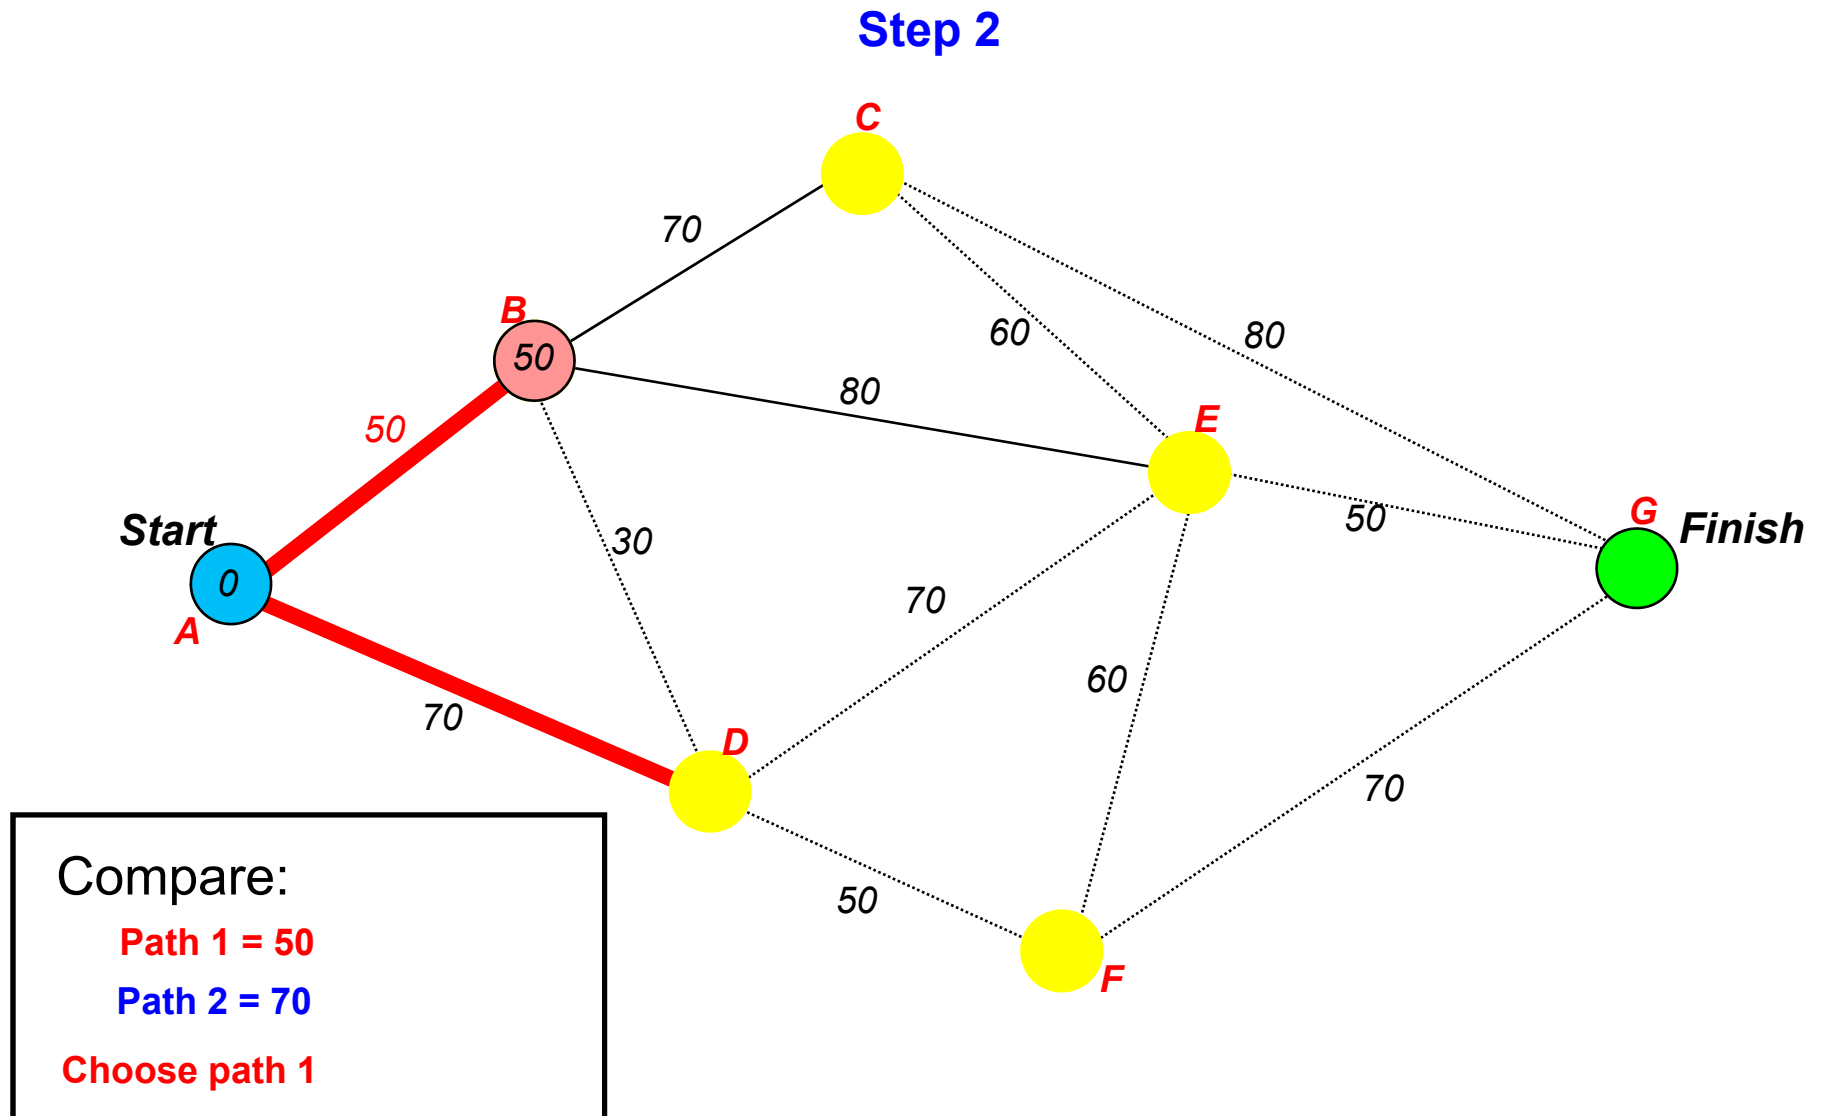 Step 2
C
70
B
60
80
50
80
E
50
G
Finish
Start
50
0
30
A
70
60
70
D
70
50
F
Compare:
Path 1 = 50
Path 2 = 70
Choose path 1